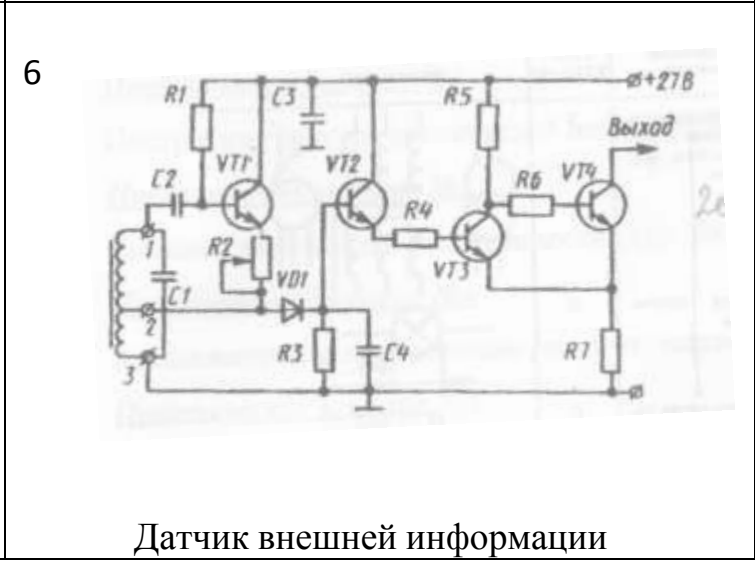 6
R1
C3
R5
+27В
Выход
VT1
VT2
VT4
C2
R6
R4
1
R2
VT3
VD1
C1
2
R3
C4
R7
3
Датчик внешней информации